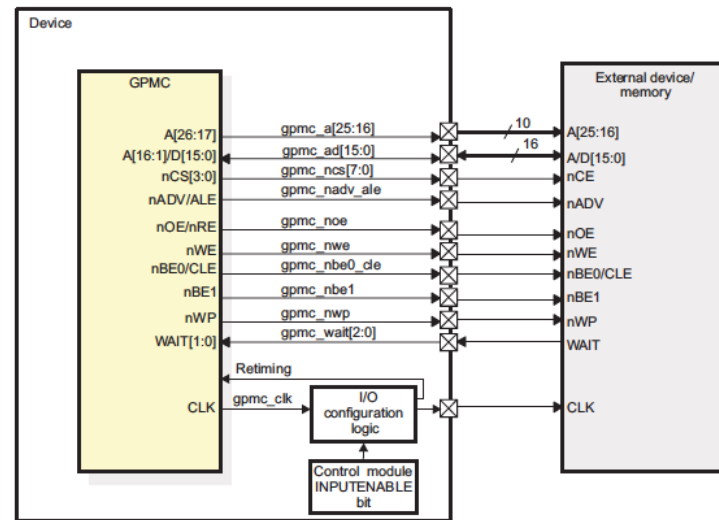 Device
GPMC
External device/
memory
A[26:17]
gpmc_a[25:16]
10
A[25:16]
A[16:1]/D[15:0]
gpmc_ad[15:0]
16
A/D[15:0]
nCS[3:0]
gpmc_ncs[7:0]
nCE
nADV/ALE
gpmc_nadv_ale
nADV
nOE/nRE
gpmc_noe
nOE
nWE
gpmc_nwe
nWE
nBE0/CLE
gpmc_nbe0_cle
nBE0/CLE
nBE1
gpmc_nbe1
nBE1
nWP
gpmc_nwp
nWP
WAIT[1:0]
gpmc_wait[2:0]
WAIT
Retiming
CLK
gpmc_clk
I/O
configuration
logic
CLK
Control module
INPUTENABLE
bit